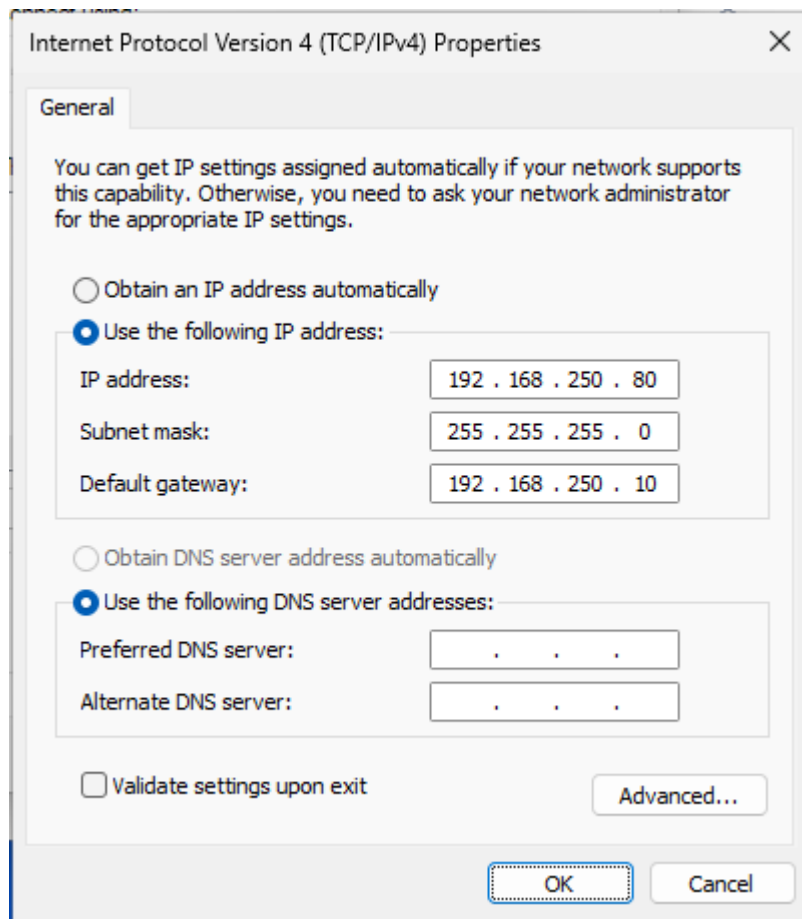 Internet Protocol Version 4 (TCP/IPv4) Properties
General
You can get IP settings assigned automatically if your network supports
this capability. Otherwise, you need to ask your network administrator
for the appropriate IP settings.
Obtain an IP address automatically
Use the following IP address:
IP address: 192 . 168 . 250 . 80
Subnet mask: 255 . 255 . 255 . 0
Default gateway: 192 . 168 . 250 . 10
Obtain DNS server address automatically
Use the following DNS server addresses:
Preferred DNS server: . . .
Alternate DNS server: . . .
Validate settings upon exit
Advanced...
OK Cancel